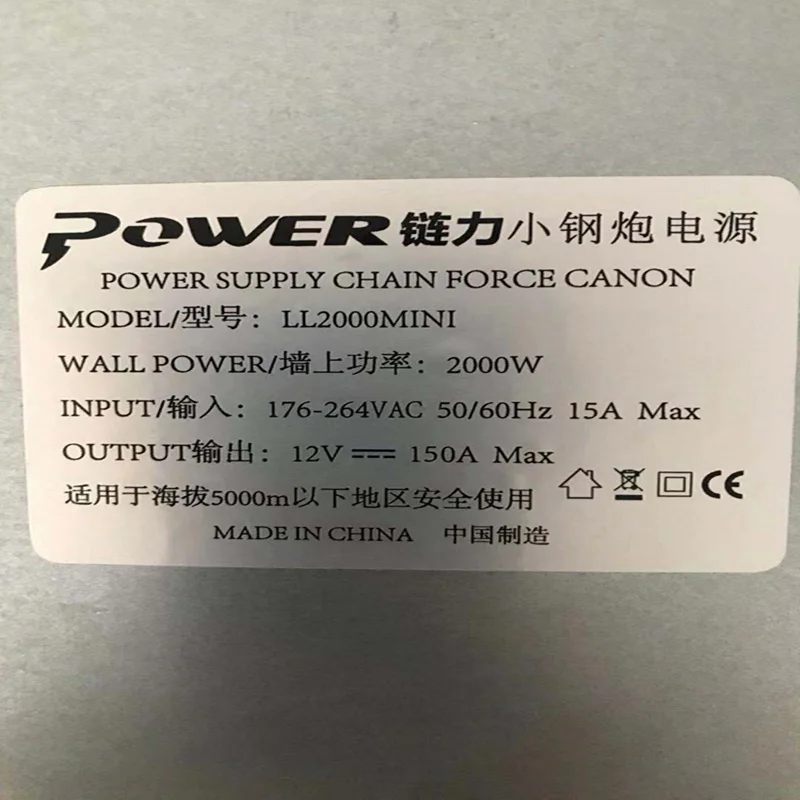 POWER 链力小钢炮电源
POWER SUPPLY CHAIN FORCE CANON
MODEL/型号: LL2000MINI
WALL POWER/墙上功率: 2000W
INPUT/输入: 176-264VAC 50/60Hz 15A Max
OUTPUT输出: 12V 150A Max
适用于海拔5000m以下地区安全使用 CE
MADE IN CHINA 中国制造